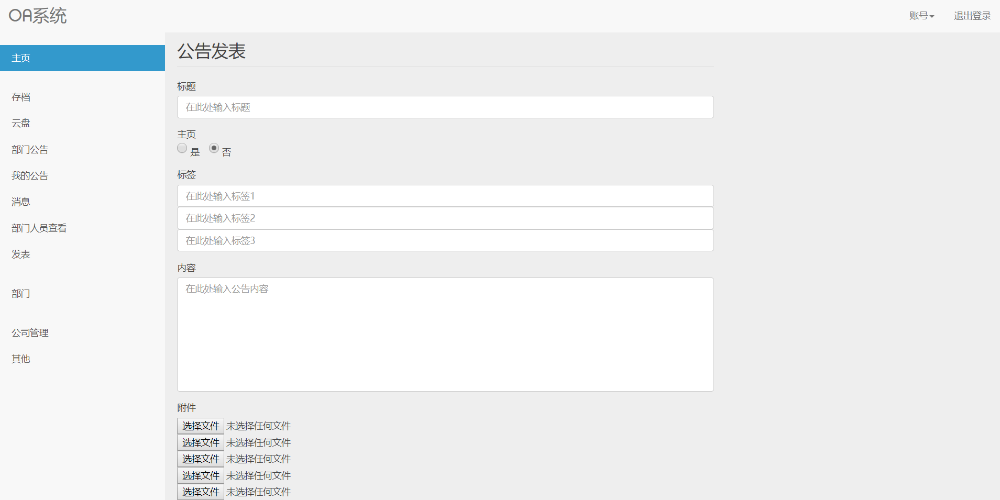 OA系统
账号
退出登录
主页
存档
云盘
部门公告
我的公告
消息
部门人员查看
发表
部门
公司管理
其他
公告发表
标题
在此处输入标题
主页
是 否
标签
在此处输入标签1
在此处输入标签2
在此处输入标签3
内容
在此处输入公告内容
附件
选择文件 未选择任何文件
选择文件 未选择任何文件
选择文件 未选择任何文件
选择文件 未选择任何文件
选择文件 未选择任何文件